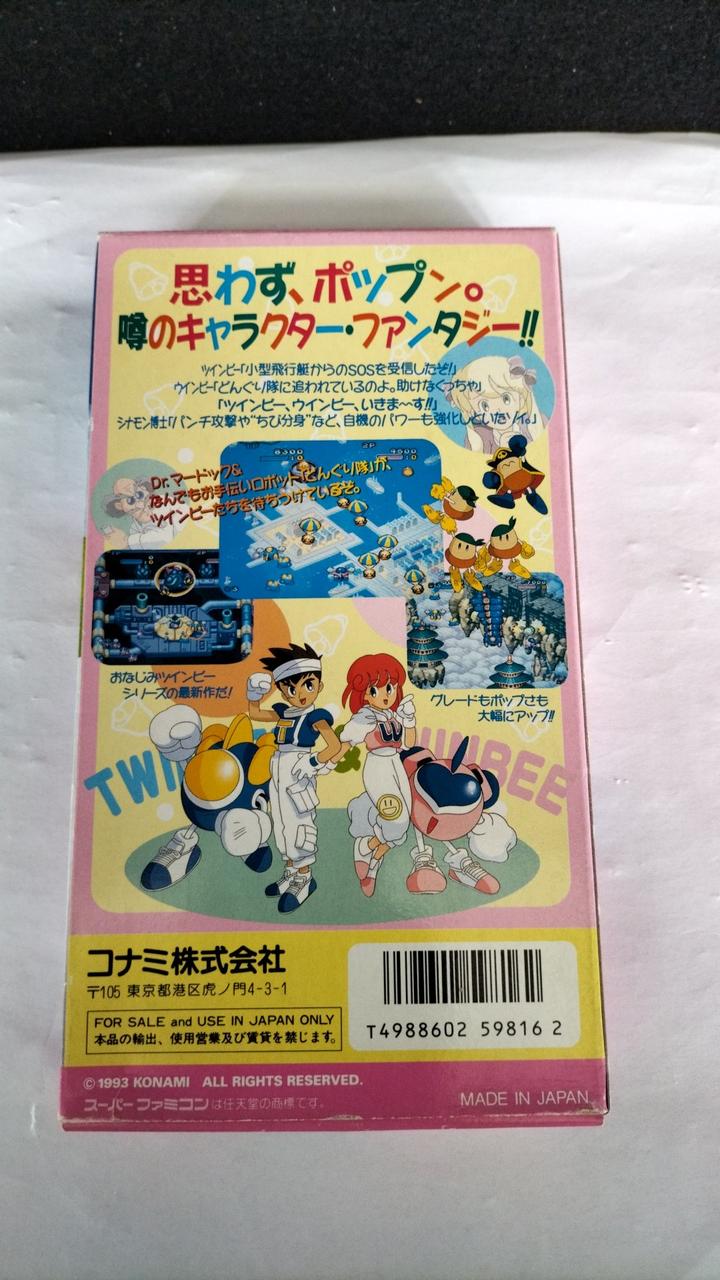 思わず、ポップン。
噂のキャラクター・ファンタジー!!
ツインビー「小型飛行艇からのSOSを受信したぞ!」
ウインビー「どんぐり隊に追われているのよ。助けなくっちゃ」
「ツインビー、ウインビー、いきま〜す!!」
シナモン博士「パンチ攻撃や"ちび分身"など、自機のパワーも強化しといたゾイ。」
Dr.マードック&
なんでもお手伝いロボット「どんぐり隊」が、
ツインビーたちを待ちうけているぞ。
おなじみツインビー
シリーズの最新作だ!
グレードもポップさも
大幅にアップ!!
T
W
コナミ株式会社
〒105 東京都港区虎ノ門4-3-1
FOR SALE and USE IN JAPAN ONLY
本品の輸出、使用営業及び賃貸を禁じます。
T4988602 59816 2
©1993 KONAMI ALL RIGHTS RESERVED.
スーパーファミコンは任天堂の商標です。
MADE IN JAPAN